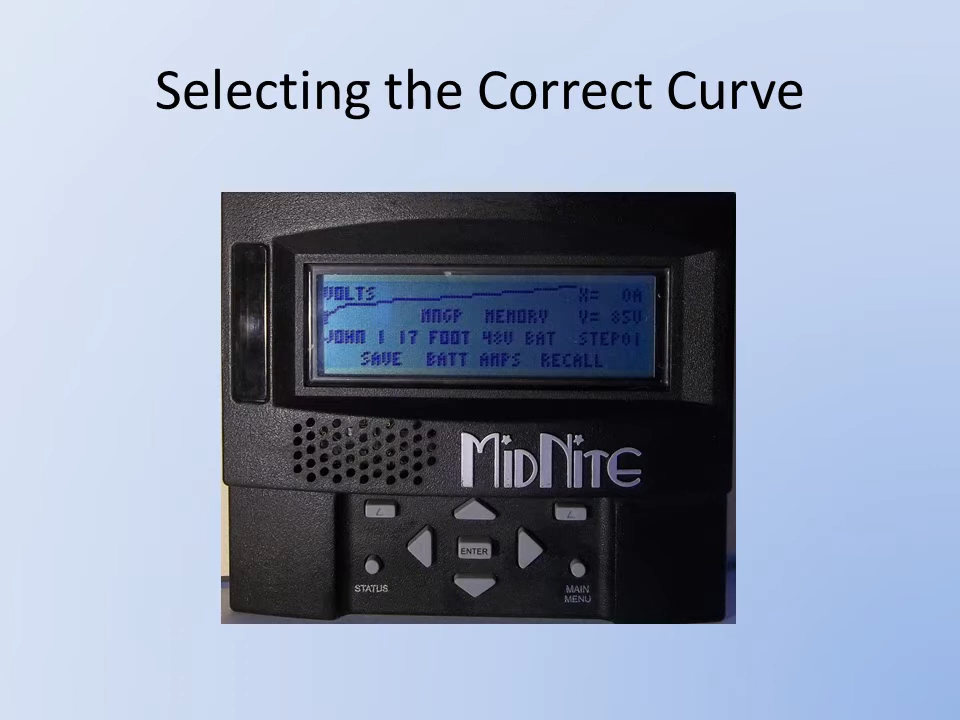 Selecting the Correct Curve
VOLTS X= 0A
MNGP MEMORY Y= 85V
JOHN 1 17 FOOT 48V BAT STEP01
SAVE BATT AMPS RECALL
MIDNITE
ENTER
STATUS
MAIN
MENU